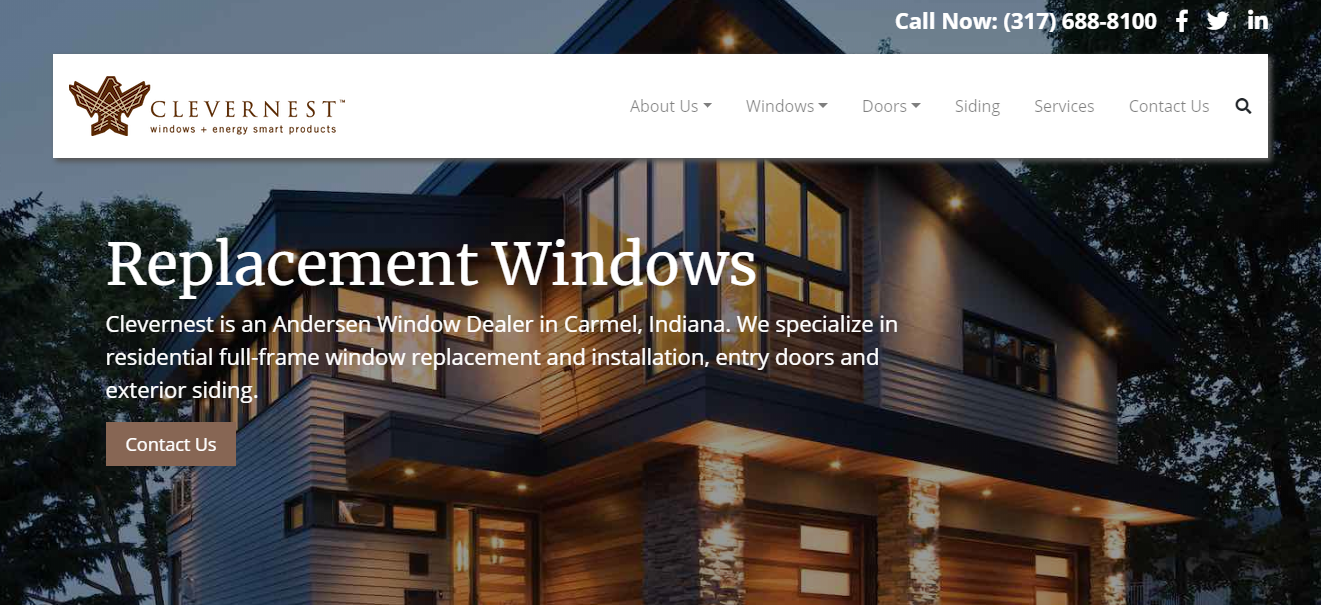 Call Now: (317) 688-8100
CLEVERNEST™
windows + energy smart products
About Us Windows Doors Siding Services Contact Us
Replacement Windows
Clevernest is an Andersen Window Dealer in Carmel, Indiana. We specialize in
residential full-frame window replacement and installation, entry doors and
exterior siding.
Contact Us